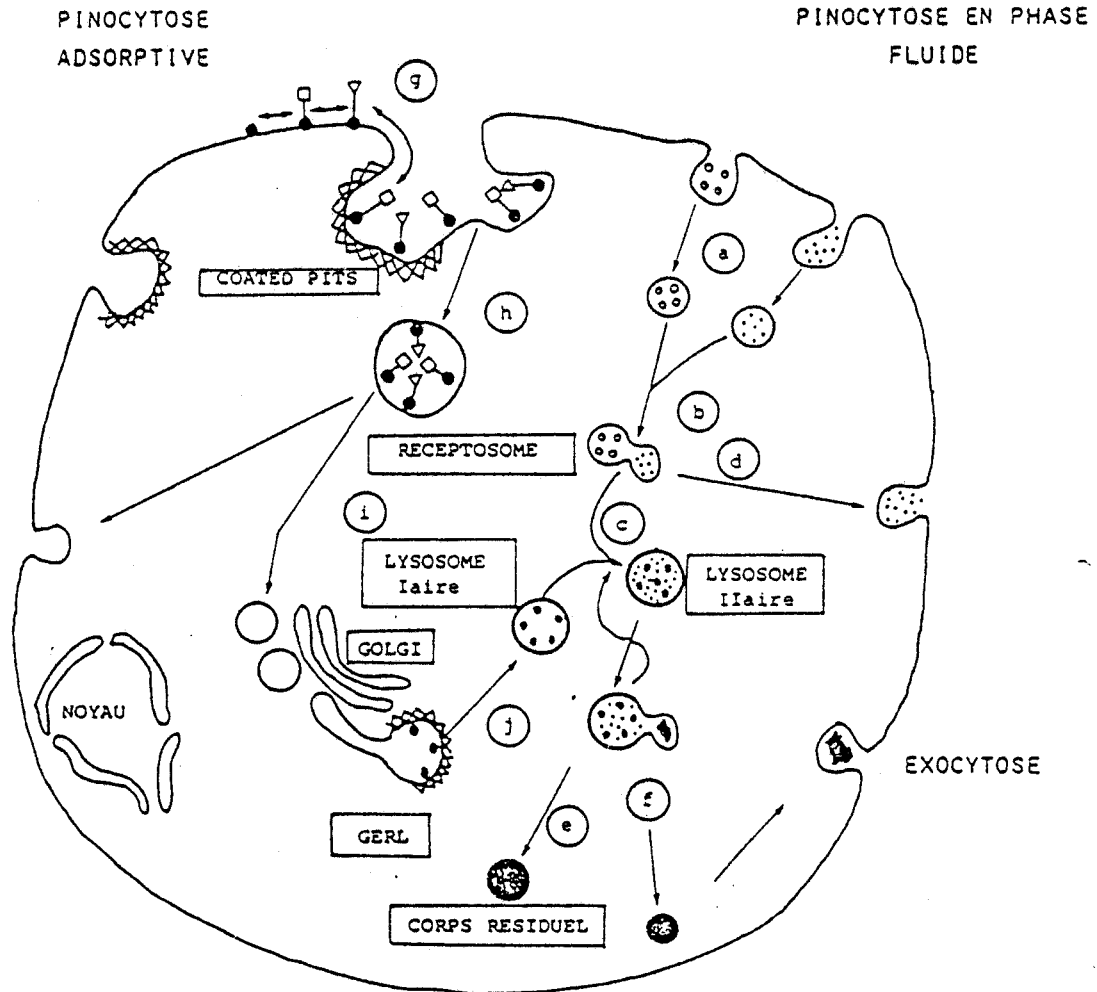 PINOCYTOSE
ADSORPTIVE
PINOCYTOSE EN PHASE
FLUIDE
g
a
COATED PITS
h
b
RECEPTOSOME
d
i
c
LYSOSOME
Iaire
LYSOSOME
IIaire
GOLGI
NOYAU
j
EXOCYTOSE
f
GERL
e
CORPS RESIDUEL